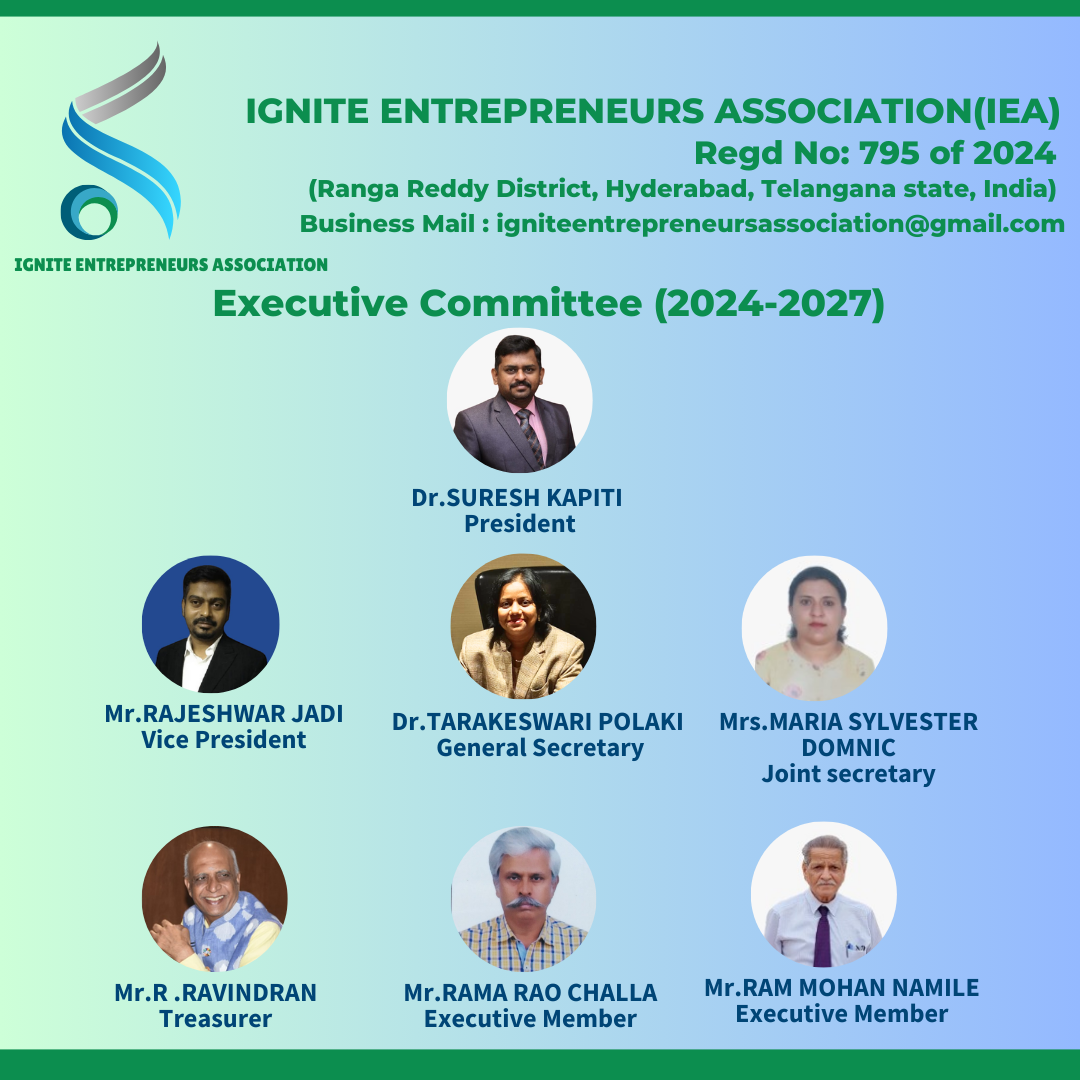 IGNITE ENTREPRENEURS ASSOCIATION(IEA)
Regd No: 795 of 2024
(Ranga Reddy District, Hyderabad, Telangana state, India)
Business Mail : igniteentrepreneursassociation@gmail.com
IGNITE ENTREPRENEURS ASSOCIATION
Executive Committee (2024-2027)
Dr.SURESH KAPITI
President
Mr.RAJESHWAR JADI
Vice President
Dr.TARAKESWARI POLAKI
General Secretary
Mrs.MARIA SYLVESTER
DOMNIC
Joint secretary
Mr.R .RAVINDRAN
Treasurer
Mr.RAMA RAO CHALLA
Executive Member
Mr.RAM MOHAN NAMILE
Executive Member